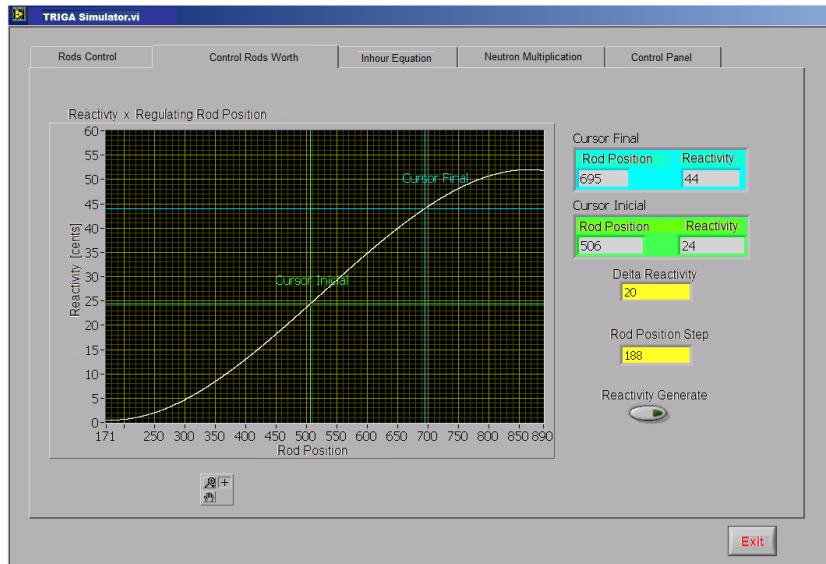 TRIGA Simulator.vi
Rods Control
Control Rods Worth
Inhour Equation
Neutron Multiplication
Control Panel
Reactivty x Regulating Rod Position
60
55
50
45
40
35
30
25
20
15
10
5
0
Reactivity [cents]
Cursor Final
Cursor Inicial
171 250 300 350 400 450 500 550 600 650 700 750 800 850 890
Rod Position
Cursor Final
Rod Position Reactivity
695 44
Cursor Inicial
Rod Position Reactivity
506 24
Delta Reactivity
20
Rod Position Step
188
Reactivity Generate
Exit